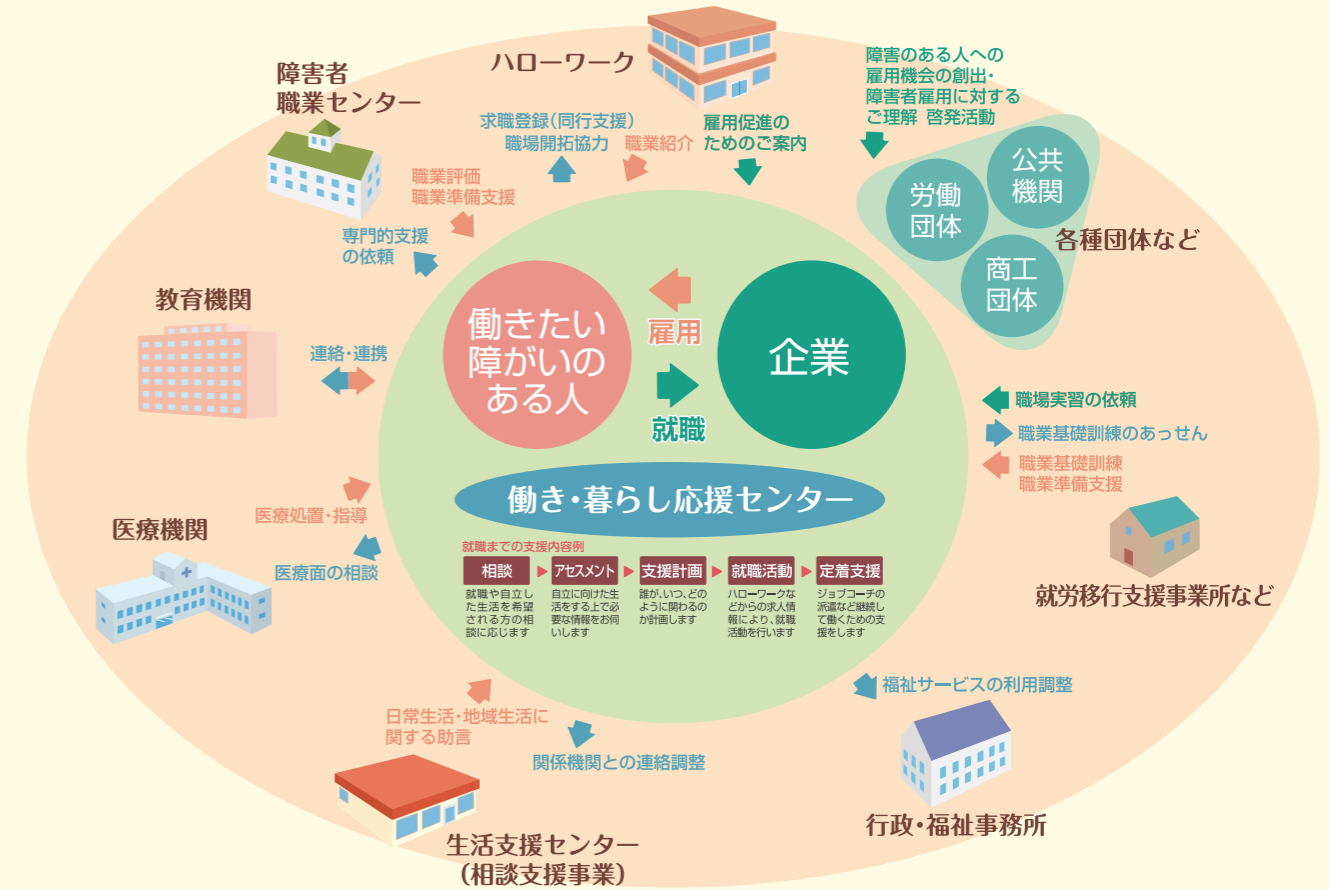 ハローワーク
障害者
職業センター
障害のある人への
雇用機会の創出・
障害者雇用に対する
ご理解 啓発活動
求職登録(同行支援)
職場開拓協力
職業紹介
雇用促進の
ためのご案内
公共
機関
労働
団体
商工
団体
各種団体など
職業評価
職業準備支援
専門的支援
の依頼
教育機関
連絡・連携
働きたい
障がいの
ある人
雇用
就職
企業
職場実習の依頼
職業基礎訓練のあっせん
職業基礎訓練
職業準備支援
就労移行支援事業所など
働き・暮らし応援センター
医療処置・指導
医療機関
医療面の相談
就職までの支援内容例
相談
就職や自立し
た生活を希望
される方の相
談に応じます
アセスメント
自立に向けた生
活をする上で必
要な情報をお伺
いします
支援計画
誰が、いつ、どの
ように関わるの
か計画します
就職活動
ハローワークな
どからの求人情
報により、就職
活動を行います
定着支援
ジョブコーチの
派遣など継続し
て働くための支
援をします
福祉サービスの利用調整
行政・福祉事務所
日常生活・地域生活に
関する助言
関係機関との連絡調整
生活支援センター
(相談支援事業)